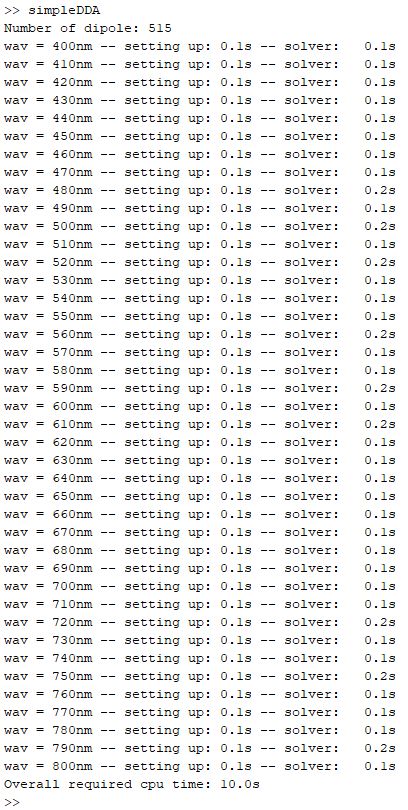 >> simpleDDA
Number of dipole: 515
wav = 400nm -- setting up: 0.1s -- solver:   0.1s
wav = 410nm -- setting up: 0.1s -- solver:   0.1s
wav = 420nm -- setting up: 0.1s -- solver:   0.1s
wav = 430nm -- setting up: 0.1s -- solver:   0.1s
wav = 440nm -- setting up: 0.1s -- solver:   0.1s
wav = 450nm -- setting up: 0.1s -- solver:   0.1s
wav = 460nm -- setting up: 0.1s -- solver:   0.1s
wav = 470nm -- setting up: 0.1s -- solver:   0.1s
wav = 480nm -- setting up: 0.1s -- solver:   0.2s
wav = 490nm -- setting up: 0.1s -- solver:   0.1s
wav = 500nm -- setting up: 0.1s -- solver:   0.2s
wav = 510nm -- setting up: 0.1s -- solver:   0.1s
wav = 520nm -- setting up: 0.1s -- solver:   0.2s
wav = 530nm -- setting up: 0.1s -- solver:   0.1s
wav = 540nm -- setting up: 0.1s -- solver:   0.1s
wav = 550nm -- setting up: 0.1s -- solver:   0.1s
wav = 560nm -- setting up: 0.1s -- solver:   0.2s
wav = 570nm -- setting up: 0.1s -- solver:   0.1s
wav = 580nm -- setting up: 0.1s -- solver:   0.1s
wav = 590nm -- setting up: 0.1s -- solver:   0.2s
wav = 600nm -- setting up: 0.1s -- solver:   0.1s
wav = 610nm -- setting up: 0.1s -- solver:   0.2s
wav = 620nm -- setting up: 0.1s -- solver:   0.1s
wav = 630nm -- setting up: 0.1s -- solver:   0.1s
wav = 640nm -- setting up: 0.1s -- solver:   0.1s
wav = 650nm -- setting up: 0.1s -- solver:   0.1s
wav = 660nm -- setting up: 0.1s -- solver:   0.1s
wav = 670nm -- setting up: 0.1s -- solver:   0.1s
wav = 680nm -- setting up: 0.1s -- solver:   0.1s
wav = 690nm -- setting up: 0.1s -- solver:   0.1s
wav = 700nm -- setting up: 0.1s -- solver:   0.1s
wav = 710nm -- setting up: 0.1s -- solver:   0.1s
wav = 720nm -- setting up: 0.1s -- solver:   0.2s
wav = 730nm -- setting up: 0.1s -- solver:   0.1s
wav = 740nm -- setting up: 0.1s -- solver:   0.1s
wav = 750nm -- setting up: 0.1s -- solver:   0.2s
wav = 760nm -- setting up: 0.1s -- solver:   0.1s
wav = 770nm -- setting up: 0.1s -- solver:   0.1s
wav = 780nm -- setting up: 0.1s -- solver:   0.1s
wav = 790nm -- setting up: 0.1s -- solver:   0.2s
wav = 800nm -- setting up: 0.1s -- solver:   0.1s
Overall required cpu time: 10.0s
>>